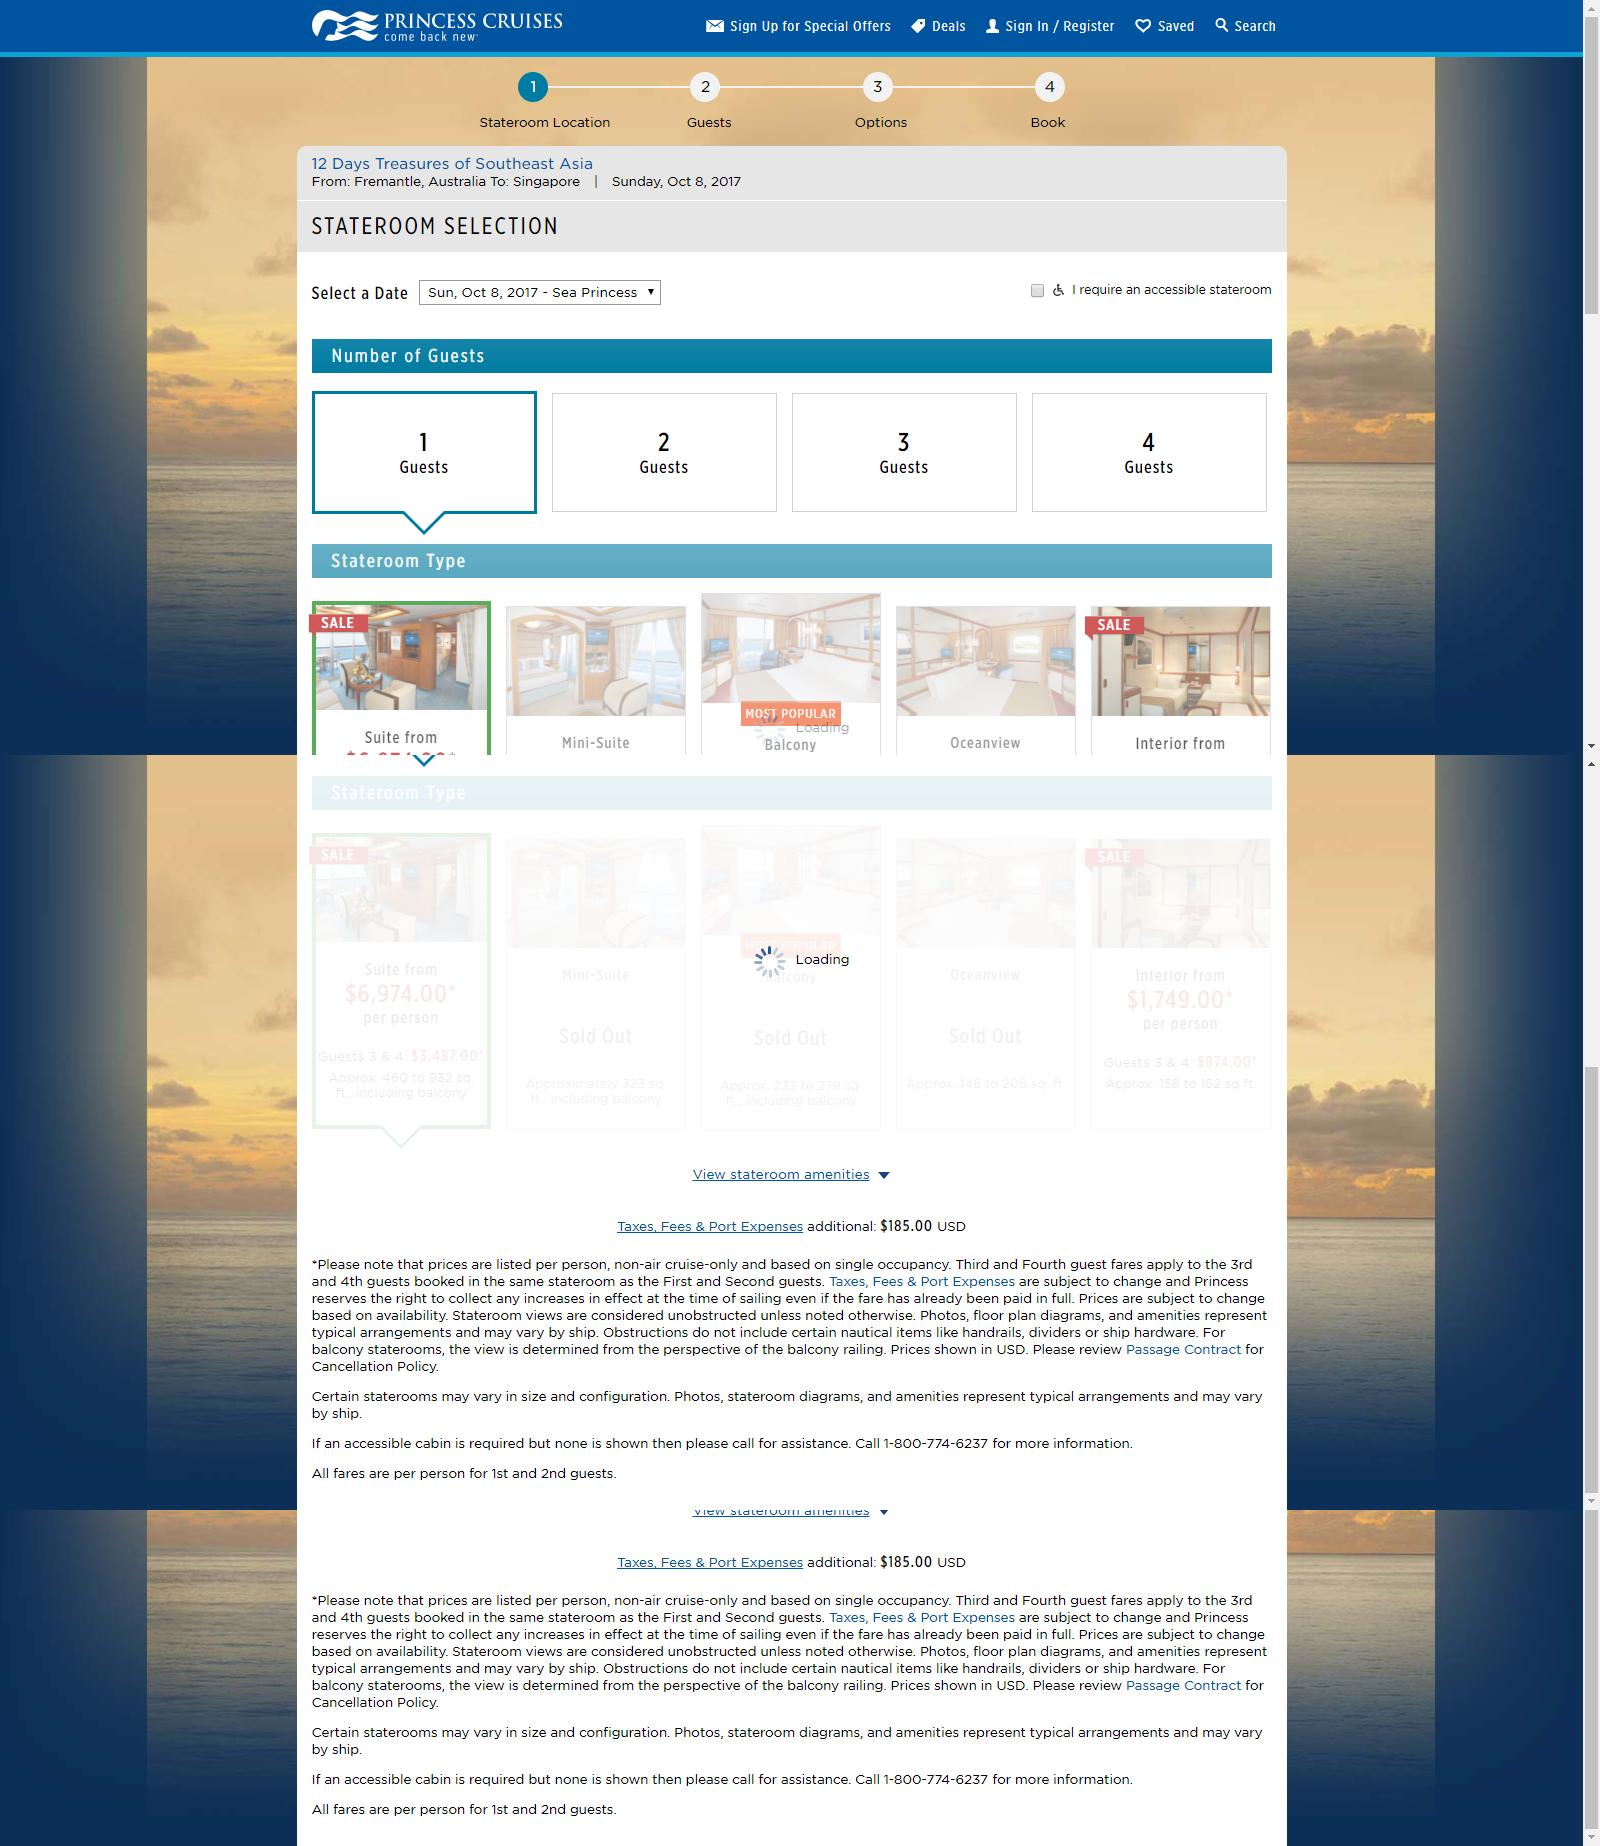 PRINCESS CRUISES
come back new
Sign Up for Special Offers
Deals
Sign In / Register
Saved
Search
1
2
3
4
Stateroom Location
Guests
Options
Book
12 Days Treasures of Southeast Asia
From: Fremantle, Australia To: Singapore | Sunday, Oct 8, 2017
STATEROOM SELECTION
Select a Date
Sun, Oct 8, 2017 - Sea Princess
I require an accessible stateroom
Number of Guests
1
Guests
2
Guests
3
Guests
4
Guests
Stateroom Type
SALE
SALE
MOST POPULAR
Loading
Suite from
Mini-Suite
Balcony
Oceanview
Interior from
Stateroom Type
SALE
SALE
MOST POPULAR
Loading
Suite from
$6,974.00*
per person
Guests 3 & 4: $3,487.00*
Approx. 460 to 932 sq.
ft., including balcony
Mini-Suite
Sold Out
Approximately 323 sq.
ft., including balcony
Balcony
Sold Out
Approx. 233 to 279 sq.
ft., including balcony
Oceanview
Sold Out
Approx. 146 to 206 sq. ft
Interior from
$1,749.00*
per person
Guests 3 & 4: $874.00*
Approx. 158 to 162 sq ft.
View stateroom amenities
Taxes, Fees & Port Expenses additional: $185.00 USD
*Please note that prices are listed per person, non-air cruise-only and based on single occupancy. Third and Fourth guest fares apply to the 3rd
and 4th guests booked in the same stateroom as the First and Second guests. Taxes, Fees & Port Expenses are subject to change and Princess
reserves the right to collect any increases in effect at the time of sailing even if the fare has already been paid in full. Prices are subject to change
based on availability. Stateroom views are considered unobstructed unless noted otherwise. Photos, floor plan diagrams, and amenities represent
typical arrangements and may vary by ship. Obstructions do not include certain nautical items like handrails, dividers or ship hardware. For
balcony staterooms, the view is determined from the perspective of the balcony railing. Prices shown in USD. Please review Passage Contract for
Cancellation Policy.
Certain staterooms may vary in size and configuration. Photos, stateroom diagrams, and amenities represent typical arrangements and may vary
by ship.
If an accessible cabin is required but none is shown then please call for assistance. Call 1-800-774-6237 for more information.
All fares are per person for 1st and 2nd guests.
View stateroom amenities
Taxes, Fees & Port Expenses additional: $185.00 USD
*Please note that prices are listed per person, non-air cruise-only and based on single occupancy. Third and Fourth guest fares apply to the 3rd
and 4th guests booked in the same stateroom as the First and Second guests. Taxes, Fees & Port Expenses are subject to change and Princess
reserves the right to collect any increases in effect at the time of sailing even if the fare has already been paid in full. Prices are subject to change
based on availability. Stateroom views are considered unobstructed unless noted otherwise. Photos, floor plan diagrams, and amenities represent
typical arrangements and may vary by ship. Obstructions do not include certain nautical items like handrails, dividers or ship hardware. For
balcony staterooms, the view is determined from the perspective of the balcony railing. Prices shown in USD. Please review Passage Contract for
Cancellation Policy.
Certain staterooms may vary in size and configuration. Photos, stateroom diagrams, and amenities represent typical arrangements and may vary
by ship.
If an accessible cabin is required but none is shown then please call for assistance. Call 1-800-774-6237 for more information.
All fares are per person for 1st and 2nd guests.